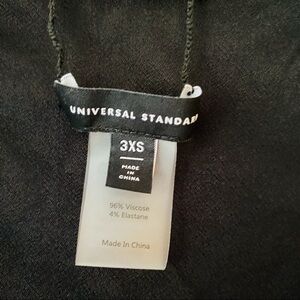 UNIVERSAL STANDARD
3XS
MADE
IN
CHINA
96% Viscose
4% Elastane
Made In China